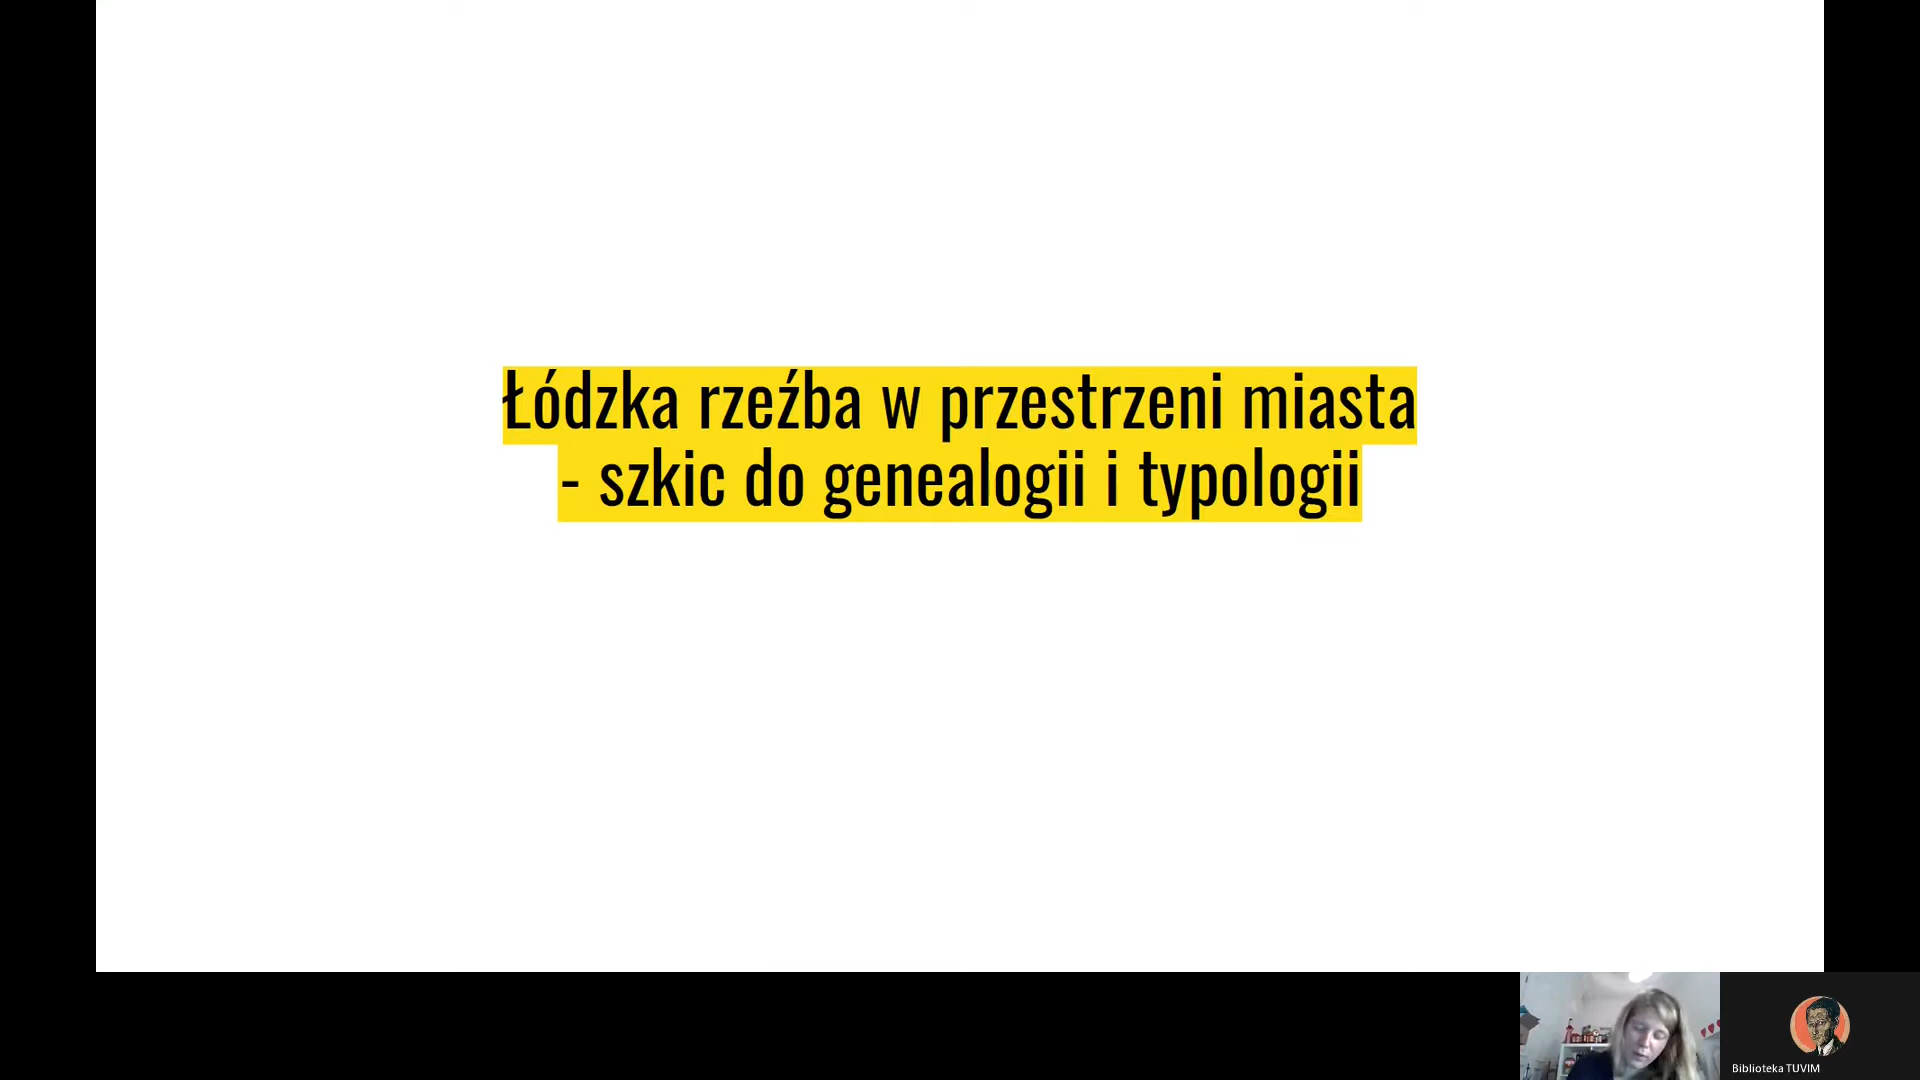 Łódzka rzeźba w przestrzeni miasta
- szkic do genealogii i typologii
Biblioteka TUVIM